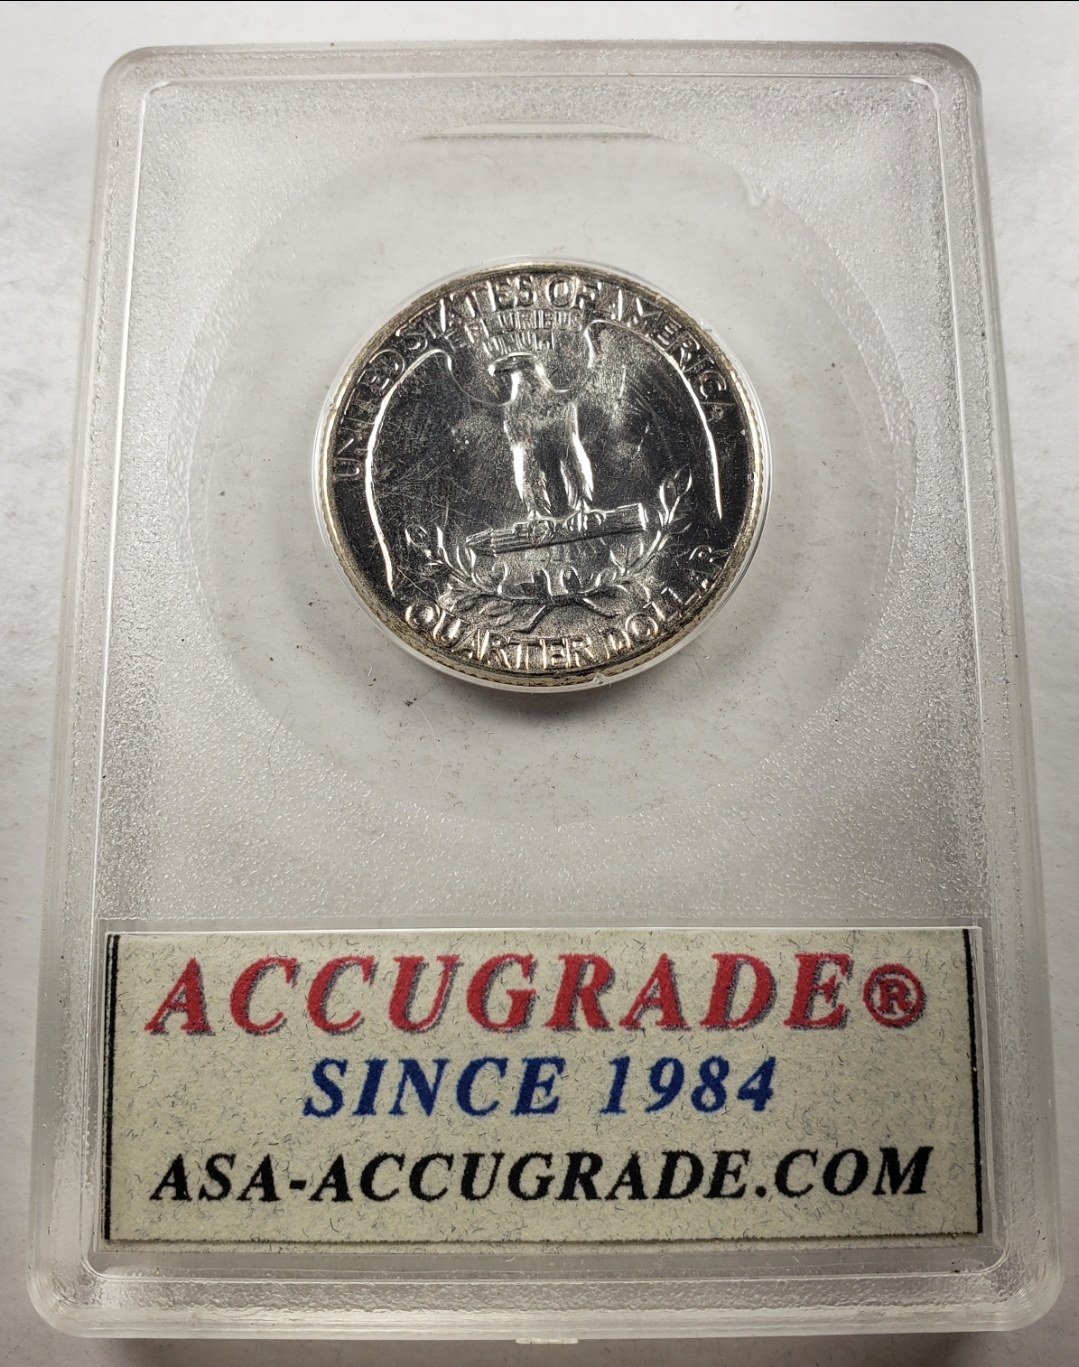 UNITED STATES OF AMERICA
E PLURIBUS
UNUM
QUARTER DOLLAR
ACCUGRADE®
SINCE 1984
ASA-ACCUGRADE.COM